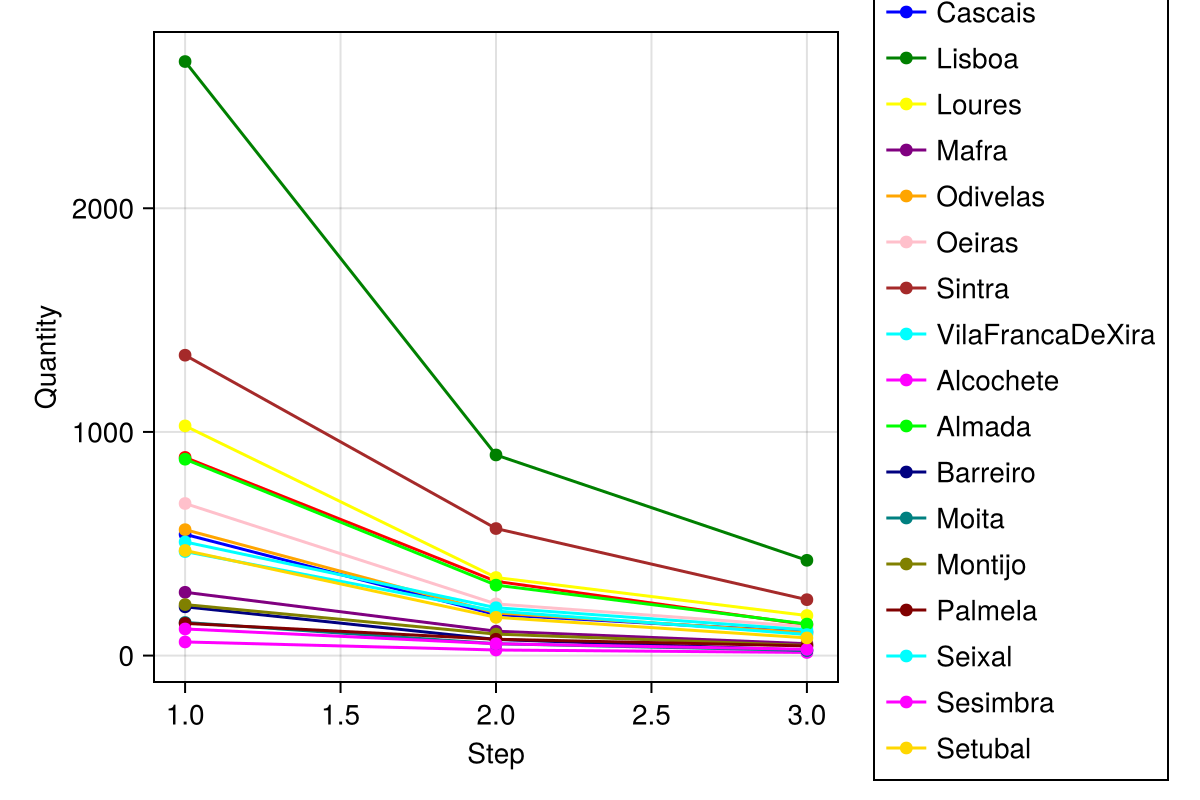 2000
1000
0
Quantity
1.0 1.5 2.0 2.5 3.0
Step
Cascais
Lisboa
Loures
Mafra
Odivelas
Oeiras
Sintra
VilaFrancaDeXira
Alcochete
Almada
Barreiro
Moita
Montijo
Palmela
Seixal
Sesimbra
Setubal